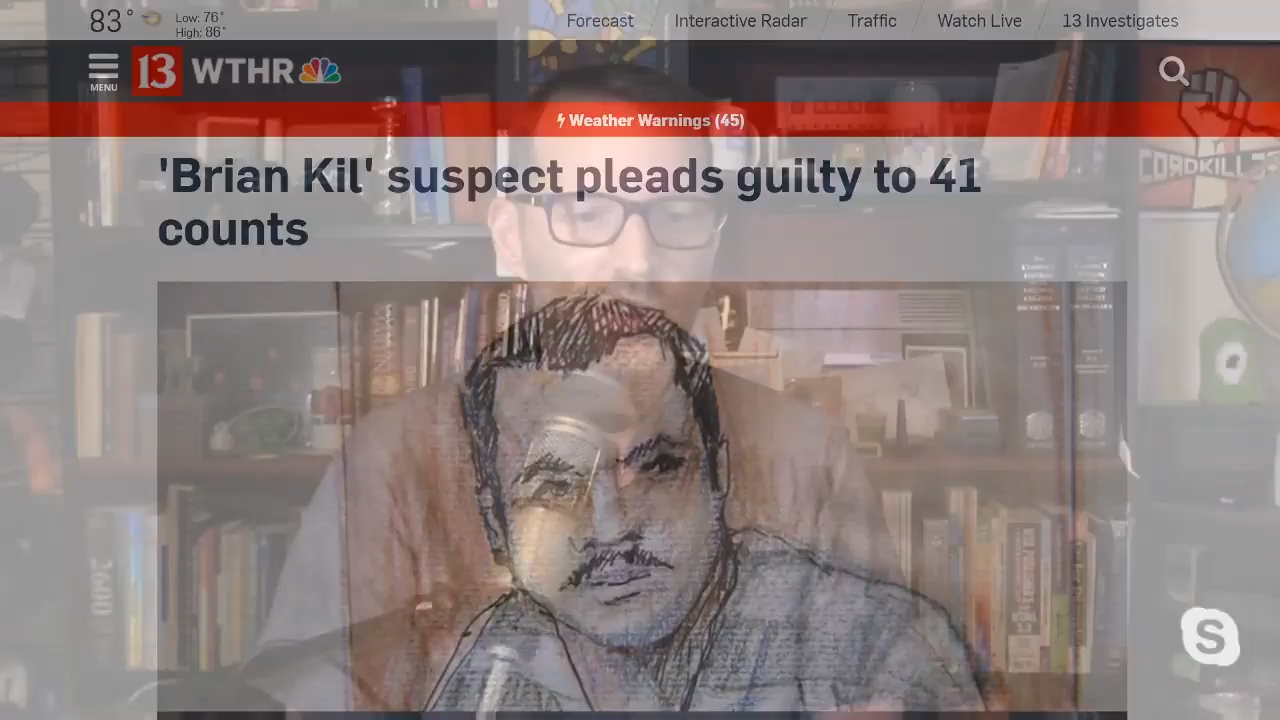 83°
Low: 76°
High: 86°
Forecast
Interactive Radar
Traffic
Watch Live
13 Investigates
MENU
13 WTHR
Weather Warnings (45)
'Brian Kil' suspect pleads guilty to 41
counts
CORDKILL
2600
S